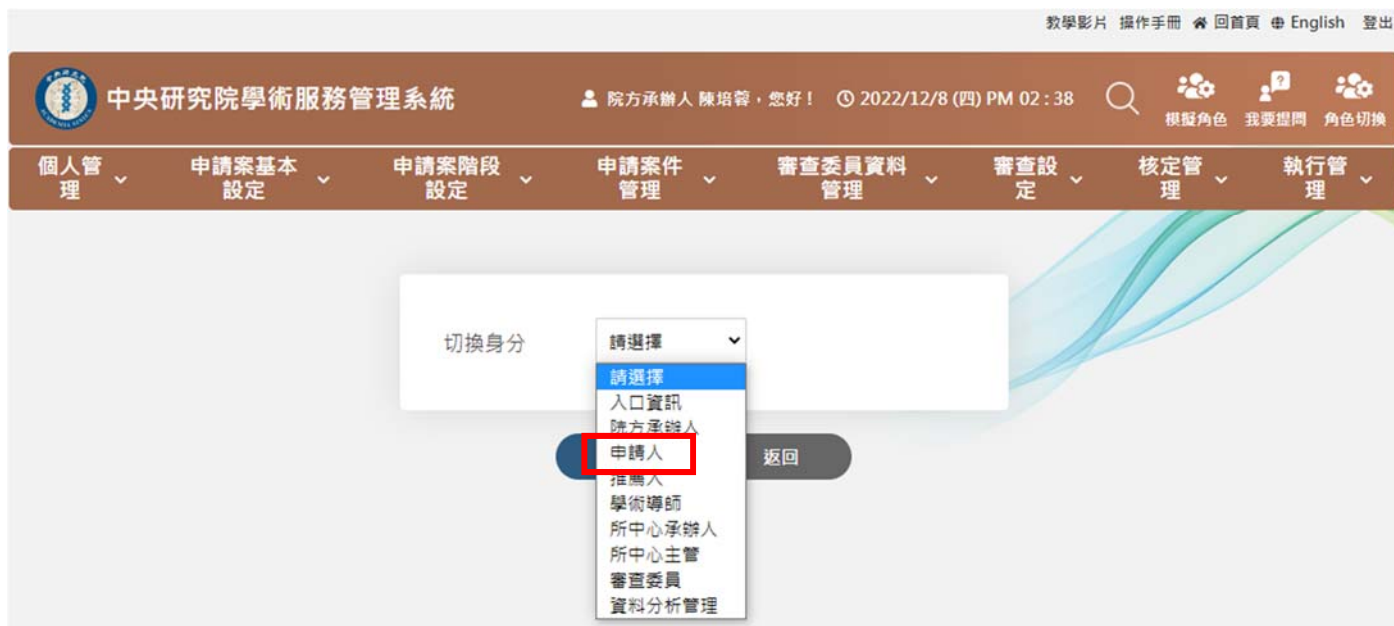 教學影片 操作手冊 回首頁 English 登出
中央研究院學術服務管理系統 院方承辦人 陳培蓉,您好! 2022/12/8 (四) PM 02 : 38 模擬角色 我要提問 角色切換
個人管理 申請案基本設定 申請案階段設定 申請案件管理 審查委員資料管理 審查設定 核定管理 執行管理
切換身分 請選擇
請選擇
入口資訊
院方承辦人
申請人
返回
推薦人
學術導師
所中心承辦人
所中心主管
審查委員
資料分析管理